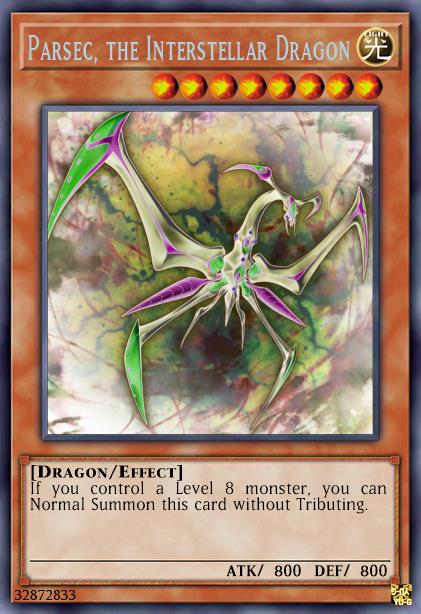 PARSEC, THE INTERSTELLAR DRAGON
LIGHT
光
[DRAGON/EFFECT]
If you control a Level 8 monster, you can
Normal Summon this card without Tributing.
ATK/ 800 DEF/ 800
32872833